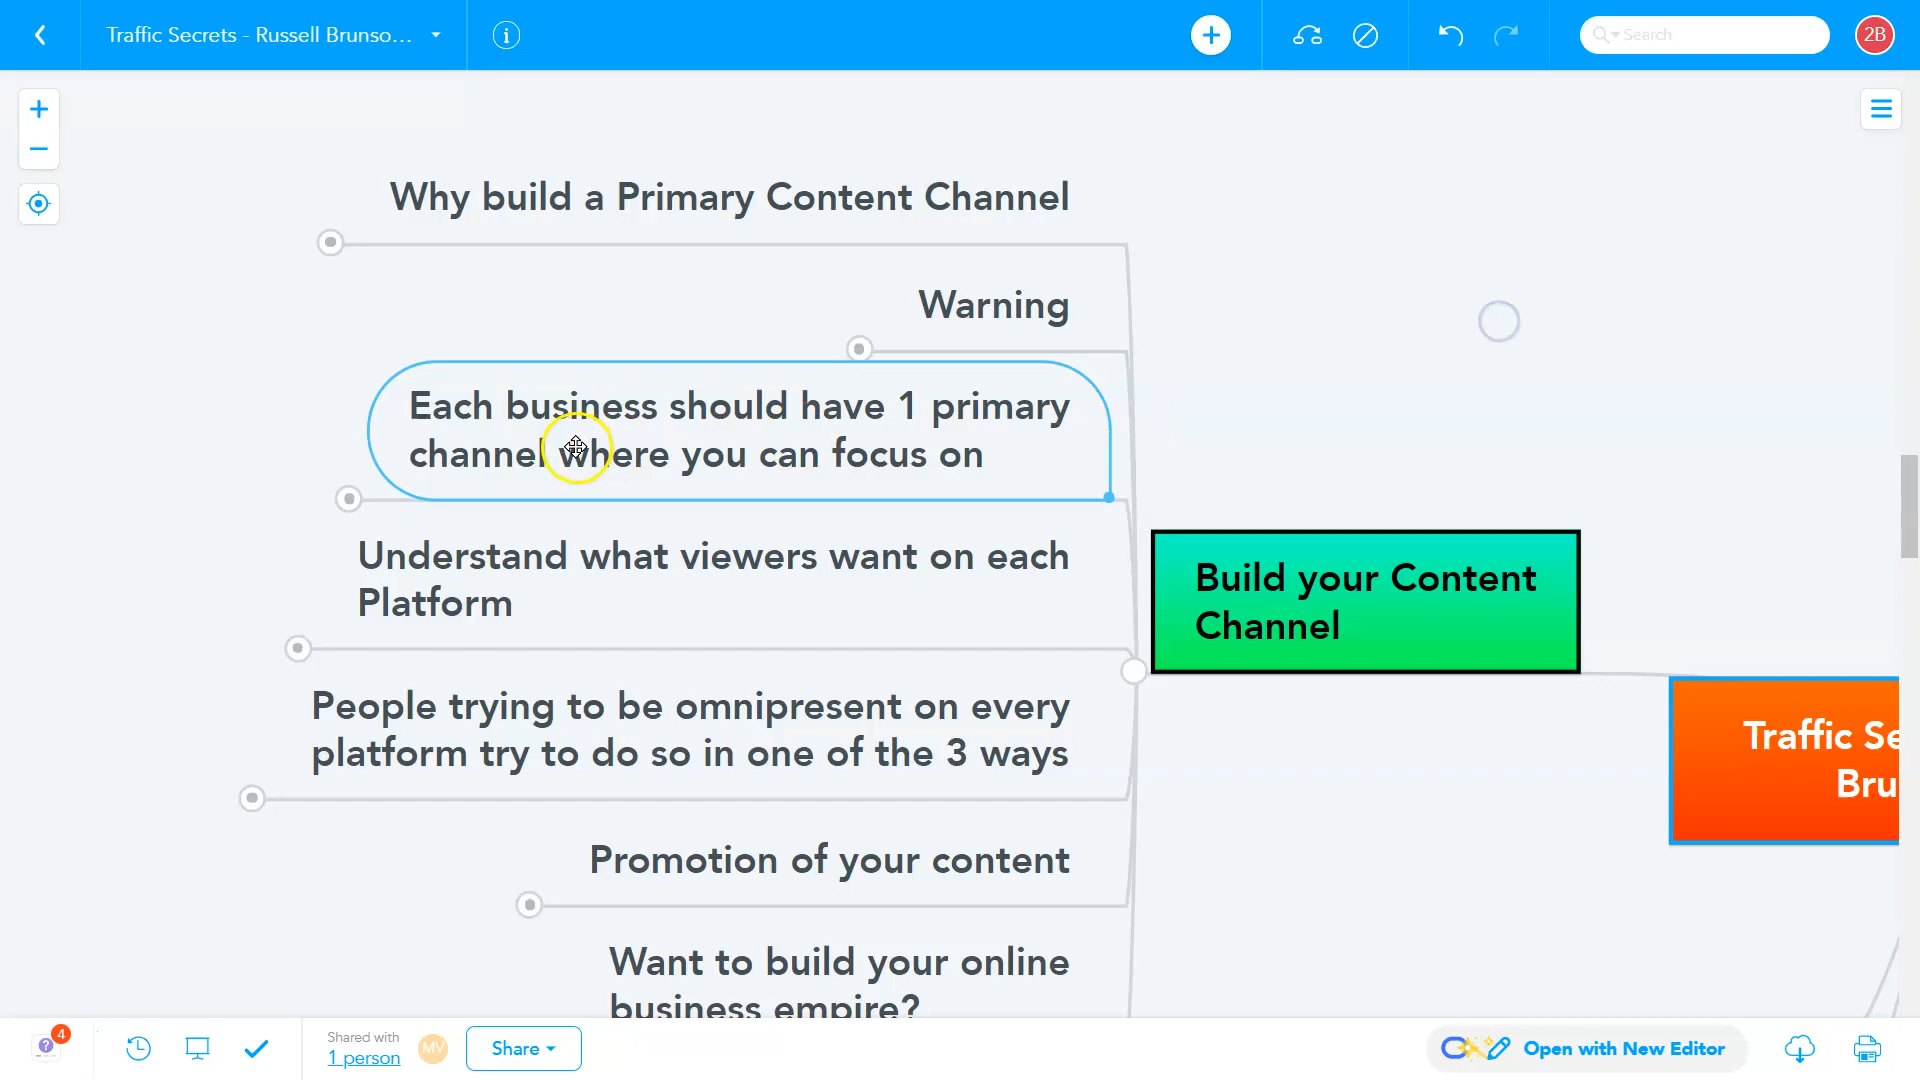 Traffic Secrets - Russell Brunso...
Search
2B
Why build a Primary Content Channel
Warning
Each business should have 1 primary
channel where you can focus on
Understand what viewers want on each
Platform
Build your Content
Channel
People trying to be omnipresent on every
platform try to do so in one of the 3 ways
Traffic Se
Bru
Promotion of your content
Want to build your online
business empire?
4
Shared with
1 person
MV
Share
Open with New Editor